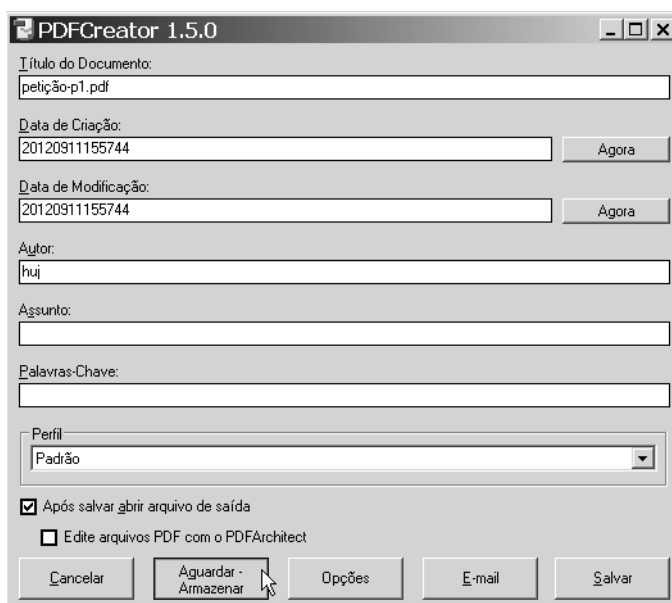 PDFCreator 1.5.0
Título do Documento:
petição-p1.pdf
Data de Criação:
20120911155744
Agora
Data de Modificação:
20120911155744
Agora
Autor:
huj
Assunto:
Palavras-Chave:
Perfil
Padrão
Após salvar abrir arquivo de saída
Edite arquivos PDF com o PDFArchitect
Cancelar
Aguardar -
Armazenar
Opções
E-mail
Salvar